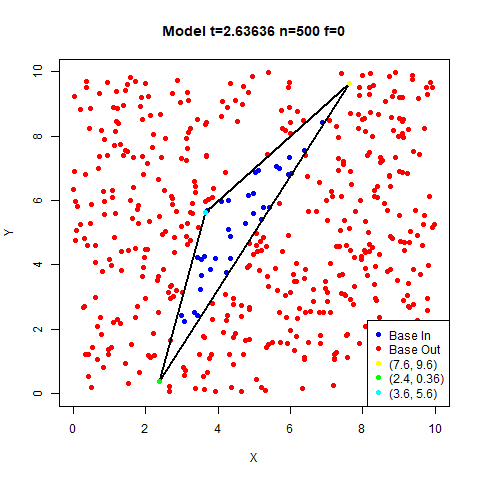 Model t=2.63636 n=500 f=0
10
8
6
4
2
0
Y
Base In
Base Out
(7.6, 9.6)
(2.4, 0.36)
(3.6, 5.6)
0 2 4 6 8 10
X